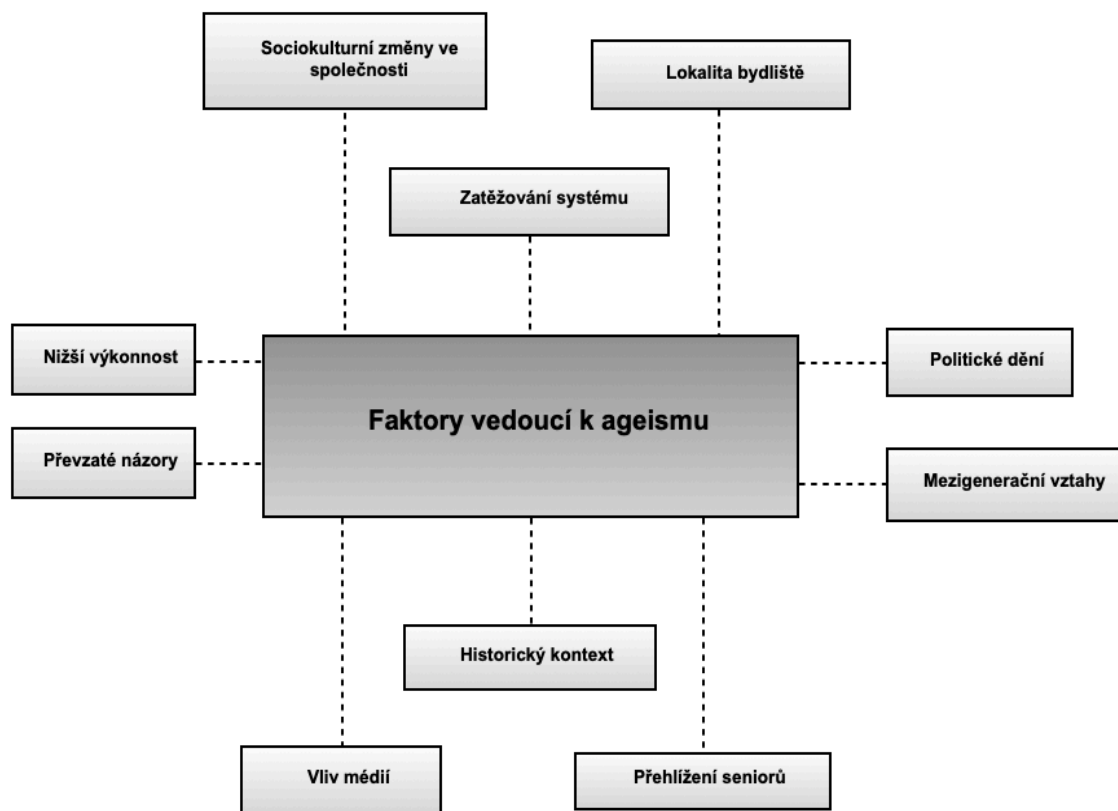 Sociokulturní změny ve
společnosti
Lokalita bydliště
Zatěžování systému
Nižší výkonnost
Politické dění
Faktory vedoucí k ageismu
Převzaté názory
Mezigenerační vztahy
Historický kontext
Vliv médií
Přehlížení seniorů